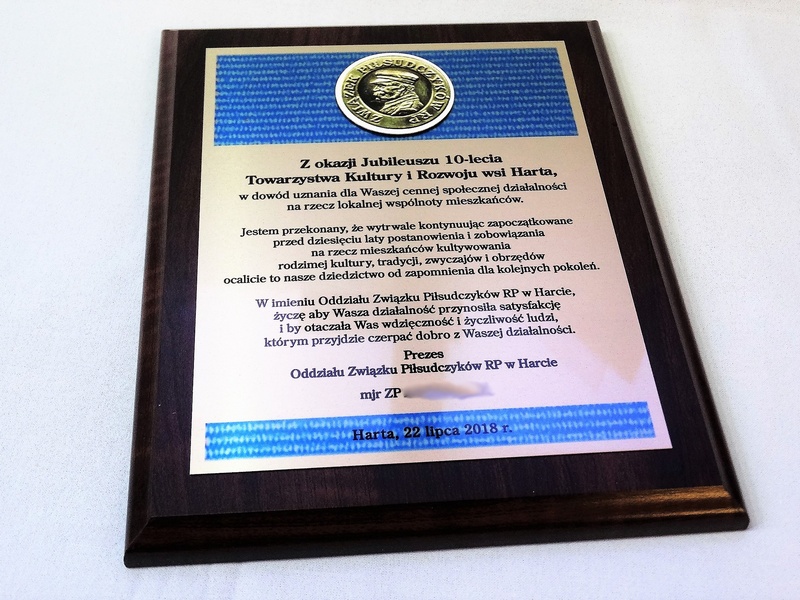 ZWIĄZEK PIŁSUDCZYKÓW RP
Z okazji Jubileuszu 10-lecia
Towarzystwa Kultury i Rozwoju wsi Harta,
w dowód uznania dla Waszej cennej społecznej działalności
na rzecz lokalnej wspólnoty mieszkańców.
Jestem przekonany, że wytrwale kontynuując zapoczątkowane
przed dziesięciu laty postanowienia i zobowiązania
na rzecz mieszkańców kultywowania
rodzimej kultury, tradycji, zwyczajów i obrzędów
ocalicie to nasze dziedzictwo od zapomnienia dla kolejnych pokoleń.
W imieniu Oddziału Związku Piłsudczyków RP w Harcie,
życzę aby Wasza działalność przynosiła satysfakcję
i by otaczała Was wdzięczność i życzliwość ludzi,
którym przyjdzie czerpać dobro z Waszej działalności.
Prezes
Oddziału Związku Piłsudczyków RP w Harcie
mjr ZP
Harta, 22 lipca 2018 r.